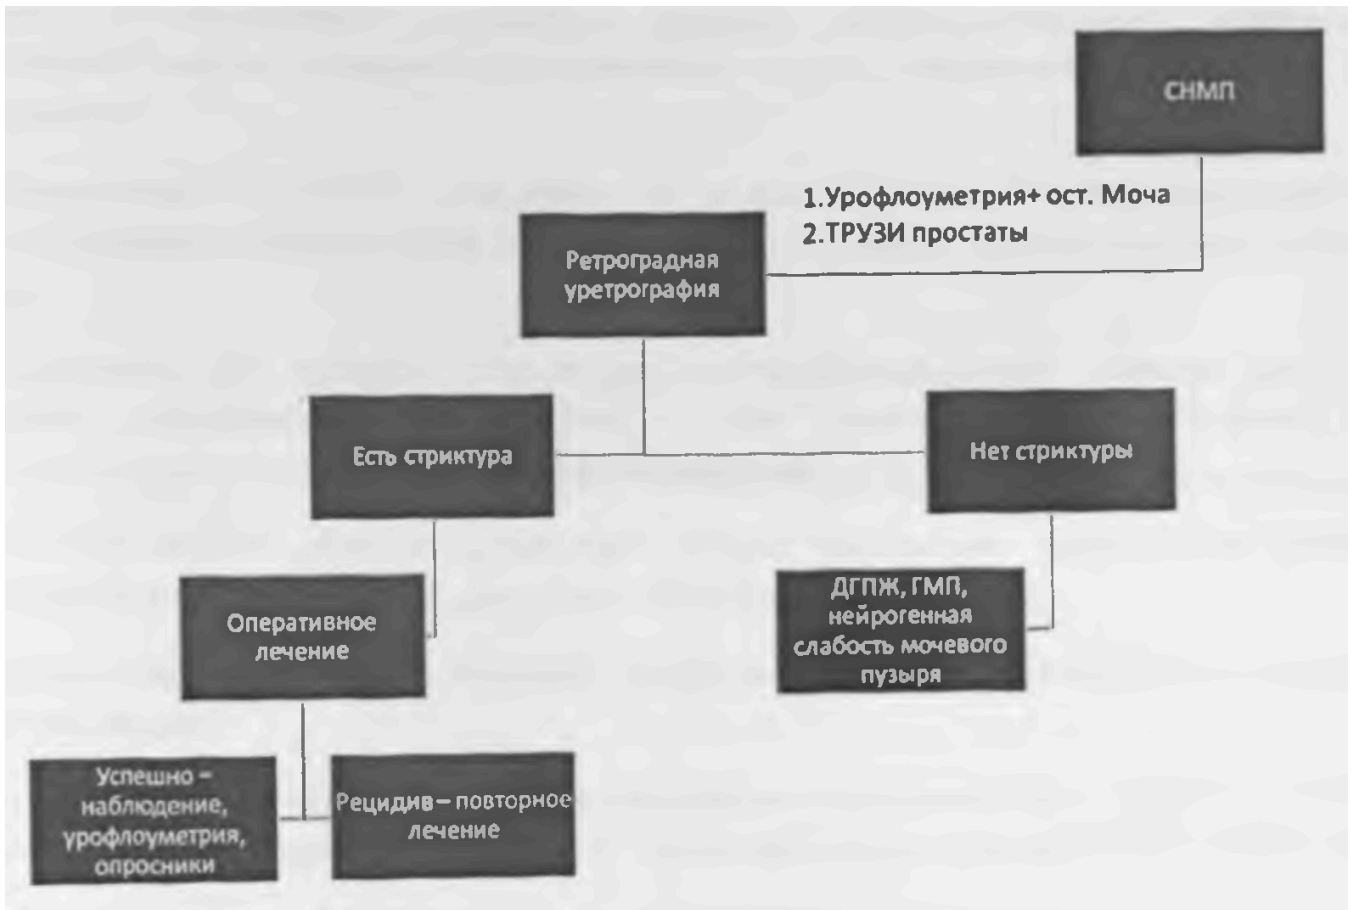 СНМП
1.Урофлоуметрия+ ост. Моча
2.ТРУЗИ простаты
Ретроградная
уретрография
Есть стриктура
Нет стриктуры
Оперативное
лечение
ДГПЖ, ГМП,
нейрогенная
слабость мочевого
пузыря
Успешно –
наблюдение,
урофлоуметрия,
опросники
Рецидив – повторное
лечение